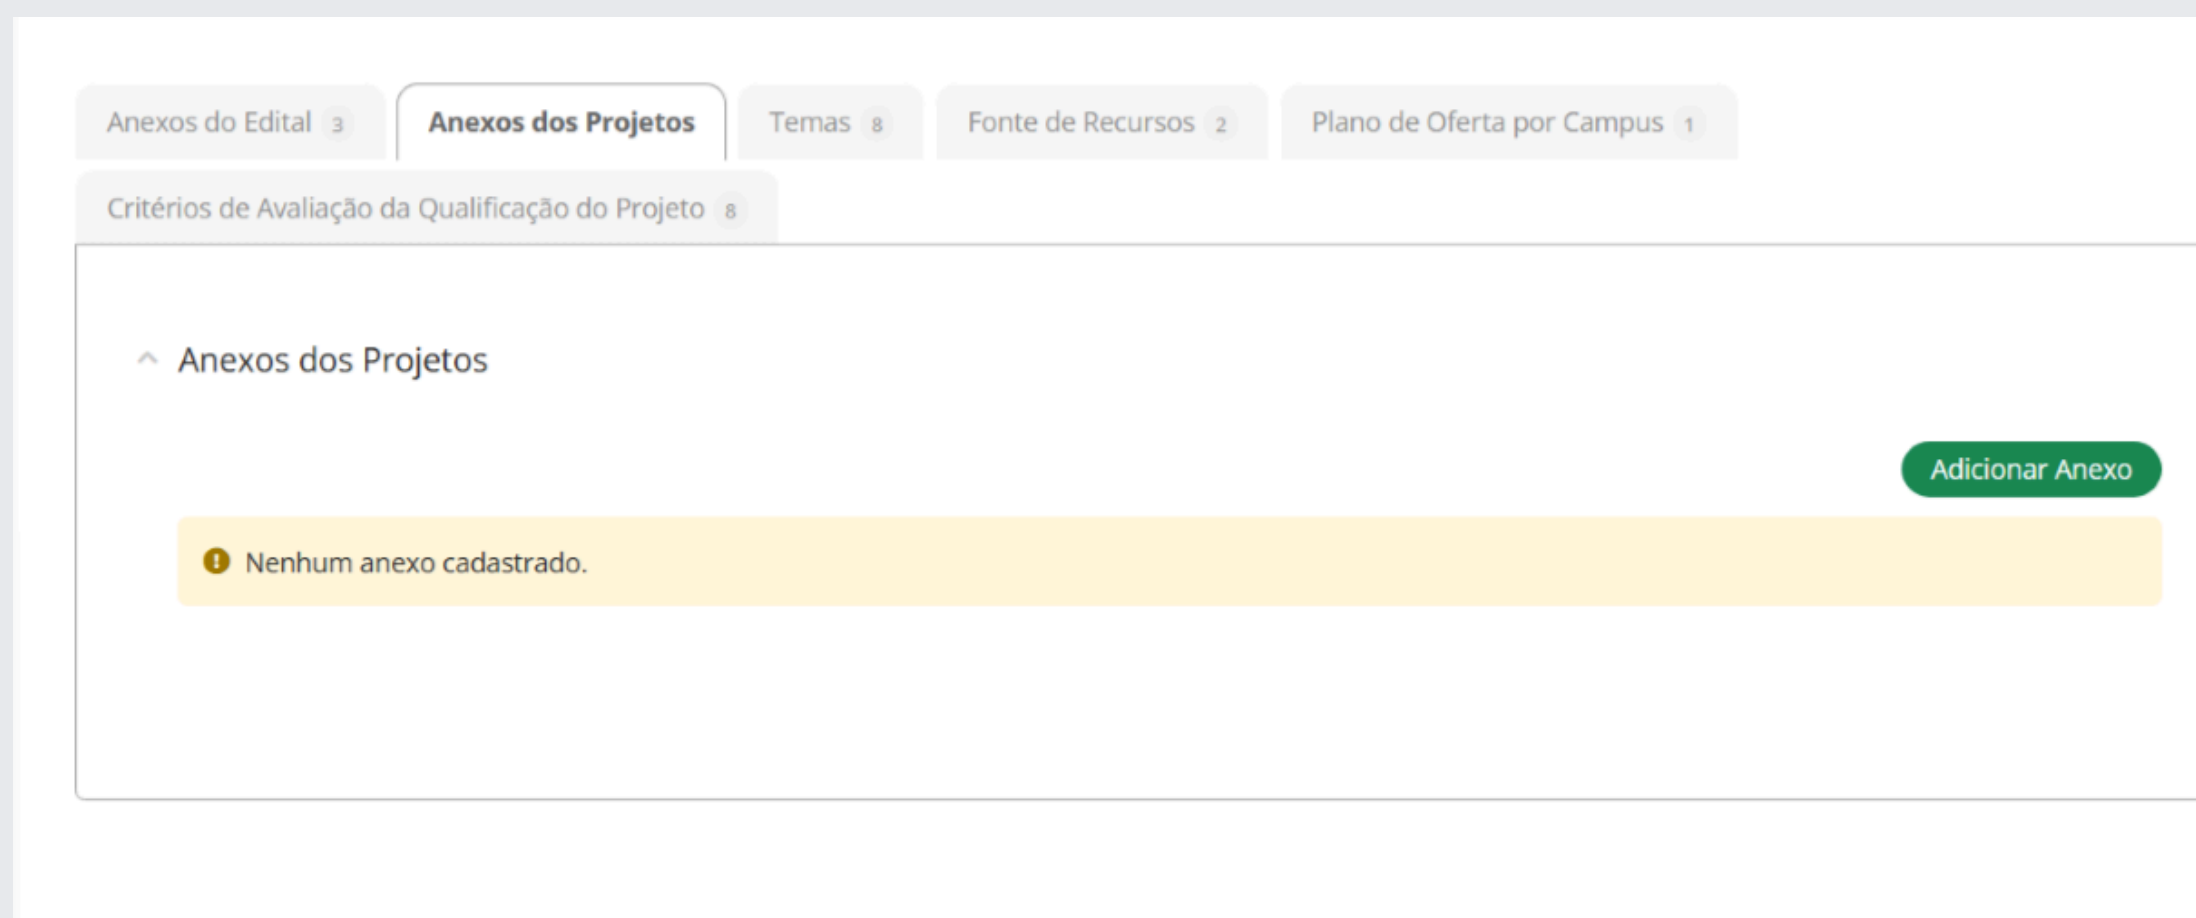 Anexos do Edital 3 Anexos dos Projetos Temas 8 Fonte de Recursos 2 Plano de Oferta por Campus 1
Critérios de Avaliação da Qualificação do Projeto 8
Anexos dos Projetos
Adicionar Anexo
Nenhum anexo cadastrado.